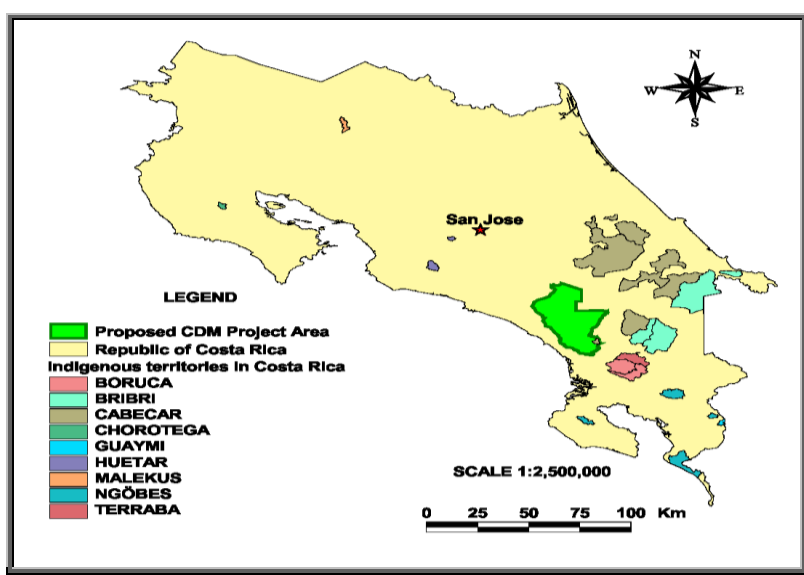 N
W E
S
San Jose
LEGEND
Proposed CDM Project Area
Republic of Costa Rica
Indigenous territories in Costa Rica
BORUCA
BRIBRI
CABECAR
CHOROTEGA
GUAYMI
HUETAR
MALEKUS
NGÖBES
TERRABA
SCALE 1:2,500,000
0 25 50 75 100 Km